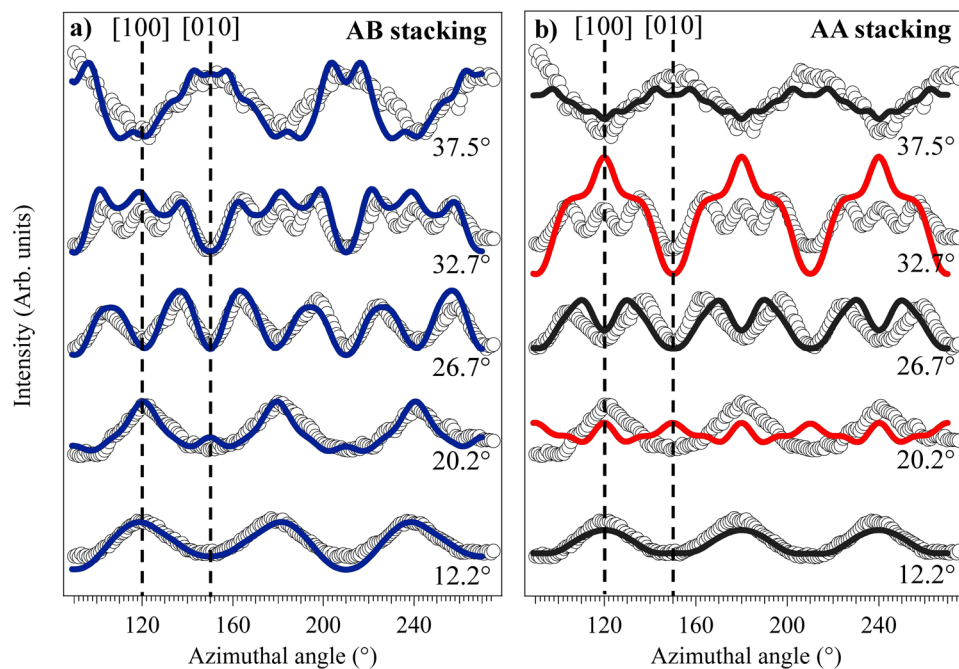 a) [100] [010] AB stacking
37.5°
32.7°
26.7°
20.2°
12.2°
120 160 200 240
Azimuthal angle (°)
b) [100] [010] AA stacking
37.5°
32.7°
26.7°
20.2°
12.2°
120 160 200 240
Azimuthal angle (°)
Intensity (Arb. units)